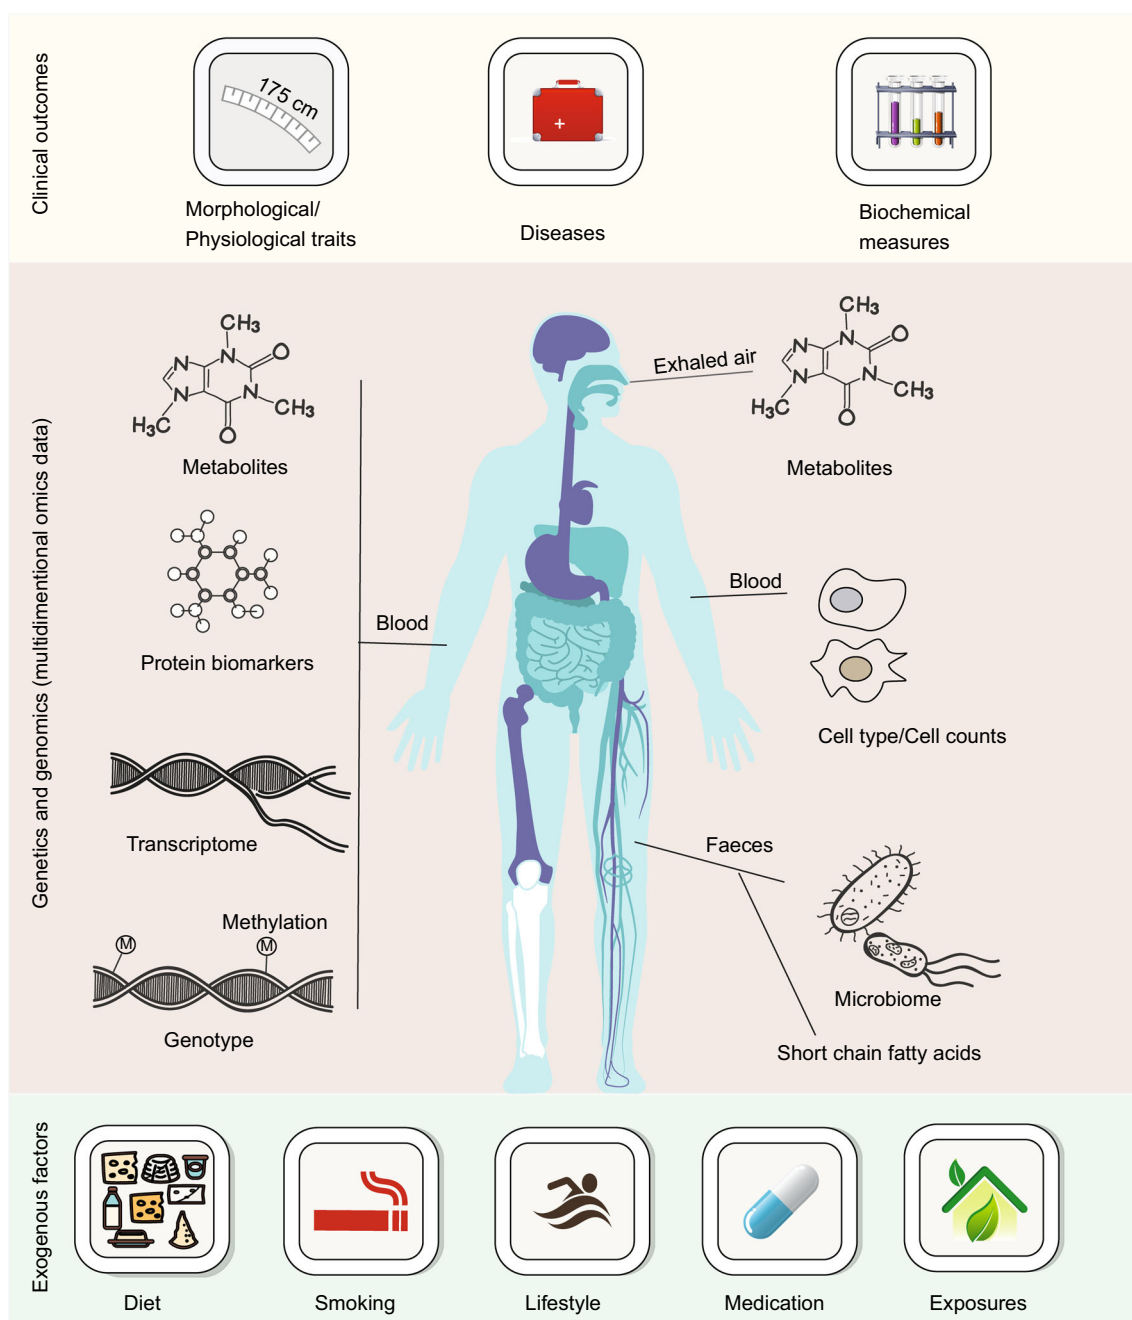 Clinical outcomes
175 cm
Morphological/
Physiological traits
Diseases
Biochemical
measures
Genetics and genomics (multidimentional omics data)
CH₃
N
N
O
N
N
CH₃
H₃C
O
Metabolites
Protein biomarkers
Transcriptome
Methylation
M
M
Genotype
Blood
Exhaled air
CH₃
N
N
O
N
N
CH₃
H₃C
O
Metabolites
Blood
Cell type/Cell counts
Faeces
Microbiome
Short chain fatty acids
Exogenous factors
Diet
Smoking
Lifestyle
Medication
Exposures